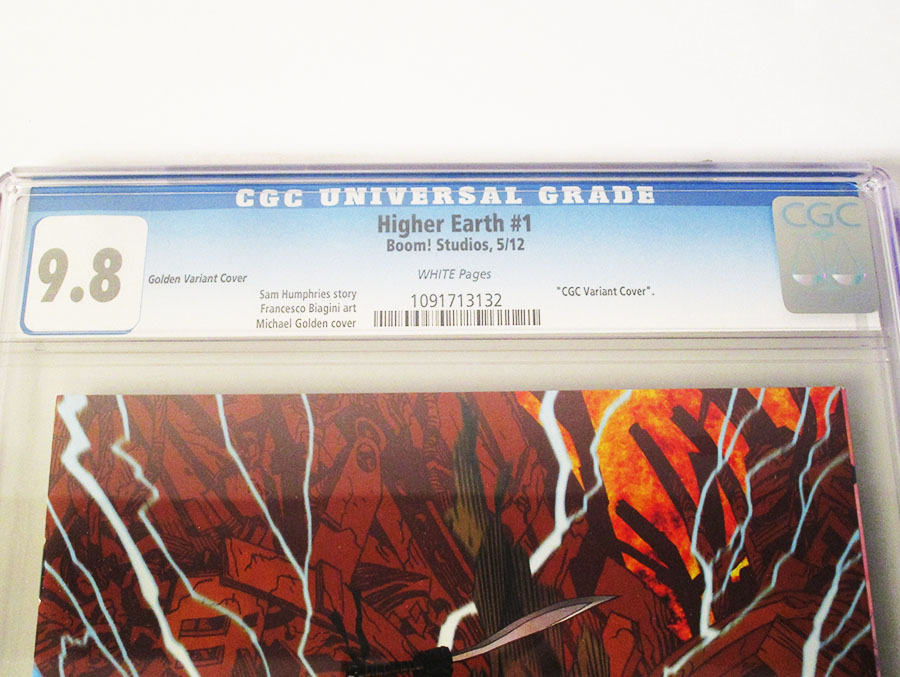 CGC UNIVERSAL GRADE
Higher Earth #1
Boom! Studios, 5/12
9.8
CGC
WHITE Pages
Golden Variant Cover
Sam Humphries story
Francesco Biagini art
Michael Golden cover
1091713132
"CGC Variant Cover".